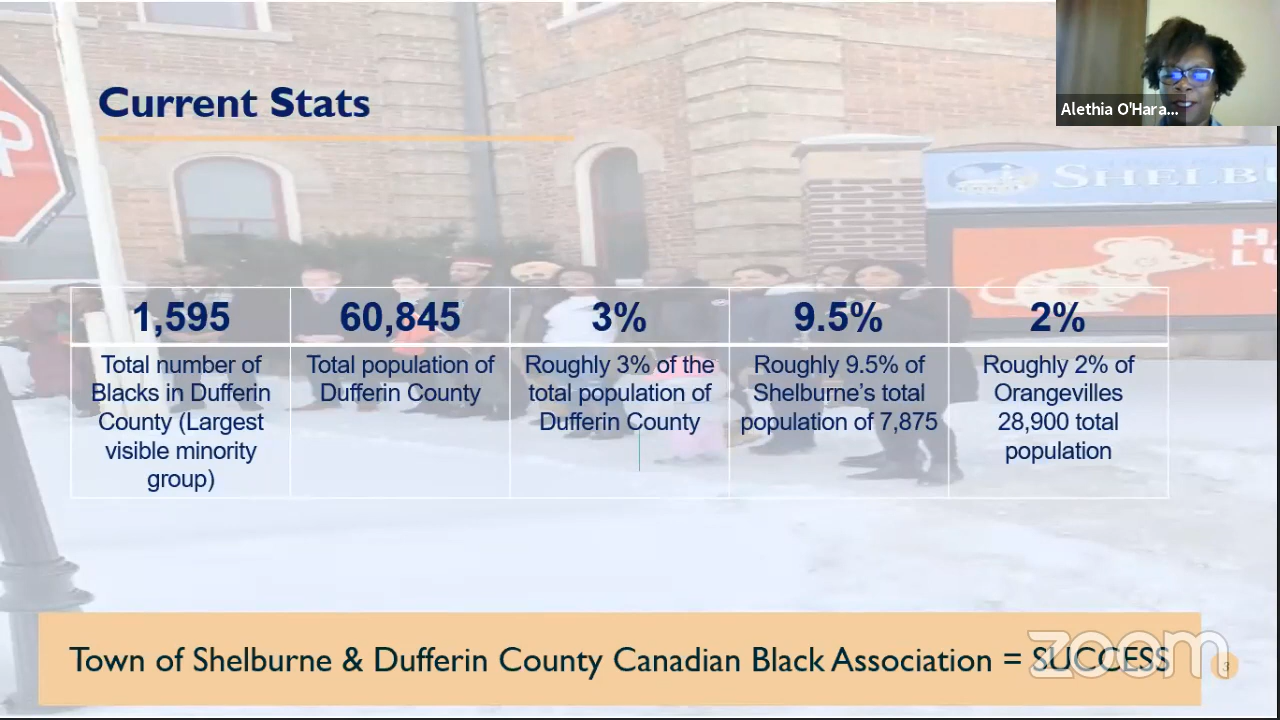 Current Stats
Alethia O'Hara...
SHELBU
H
LU
1,595
60,845
3%
9.5%
2%
Total number of
Blacks in Dufferin
County (Largest
visible minority
group)
Total population of
Dufferin County
Roughly 3% of the
total population of
Dufferin County
Roughly 9.5% of
Shelburne's total
population of 7,875
Roughly 2% of
Orangevilles
28,900 total
population
Town of Shelburne & Dufferin County Canadian Black Association = SUCCESS
zoom
3